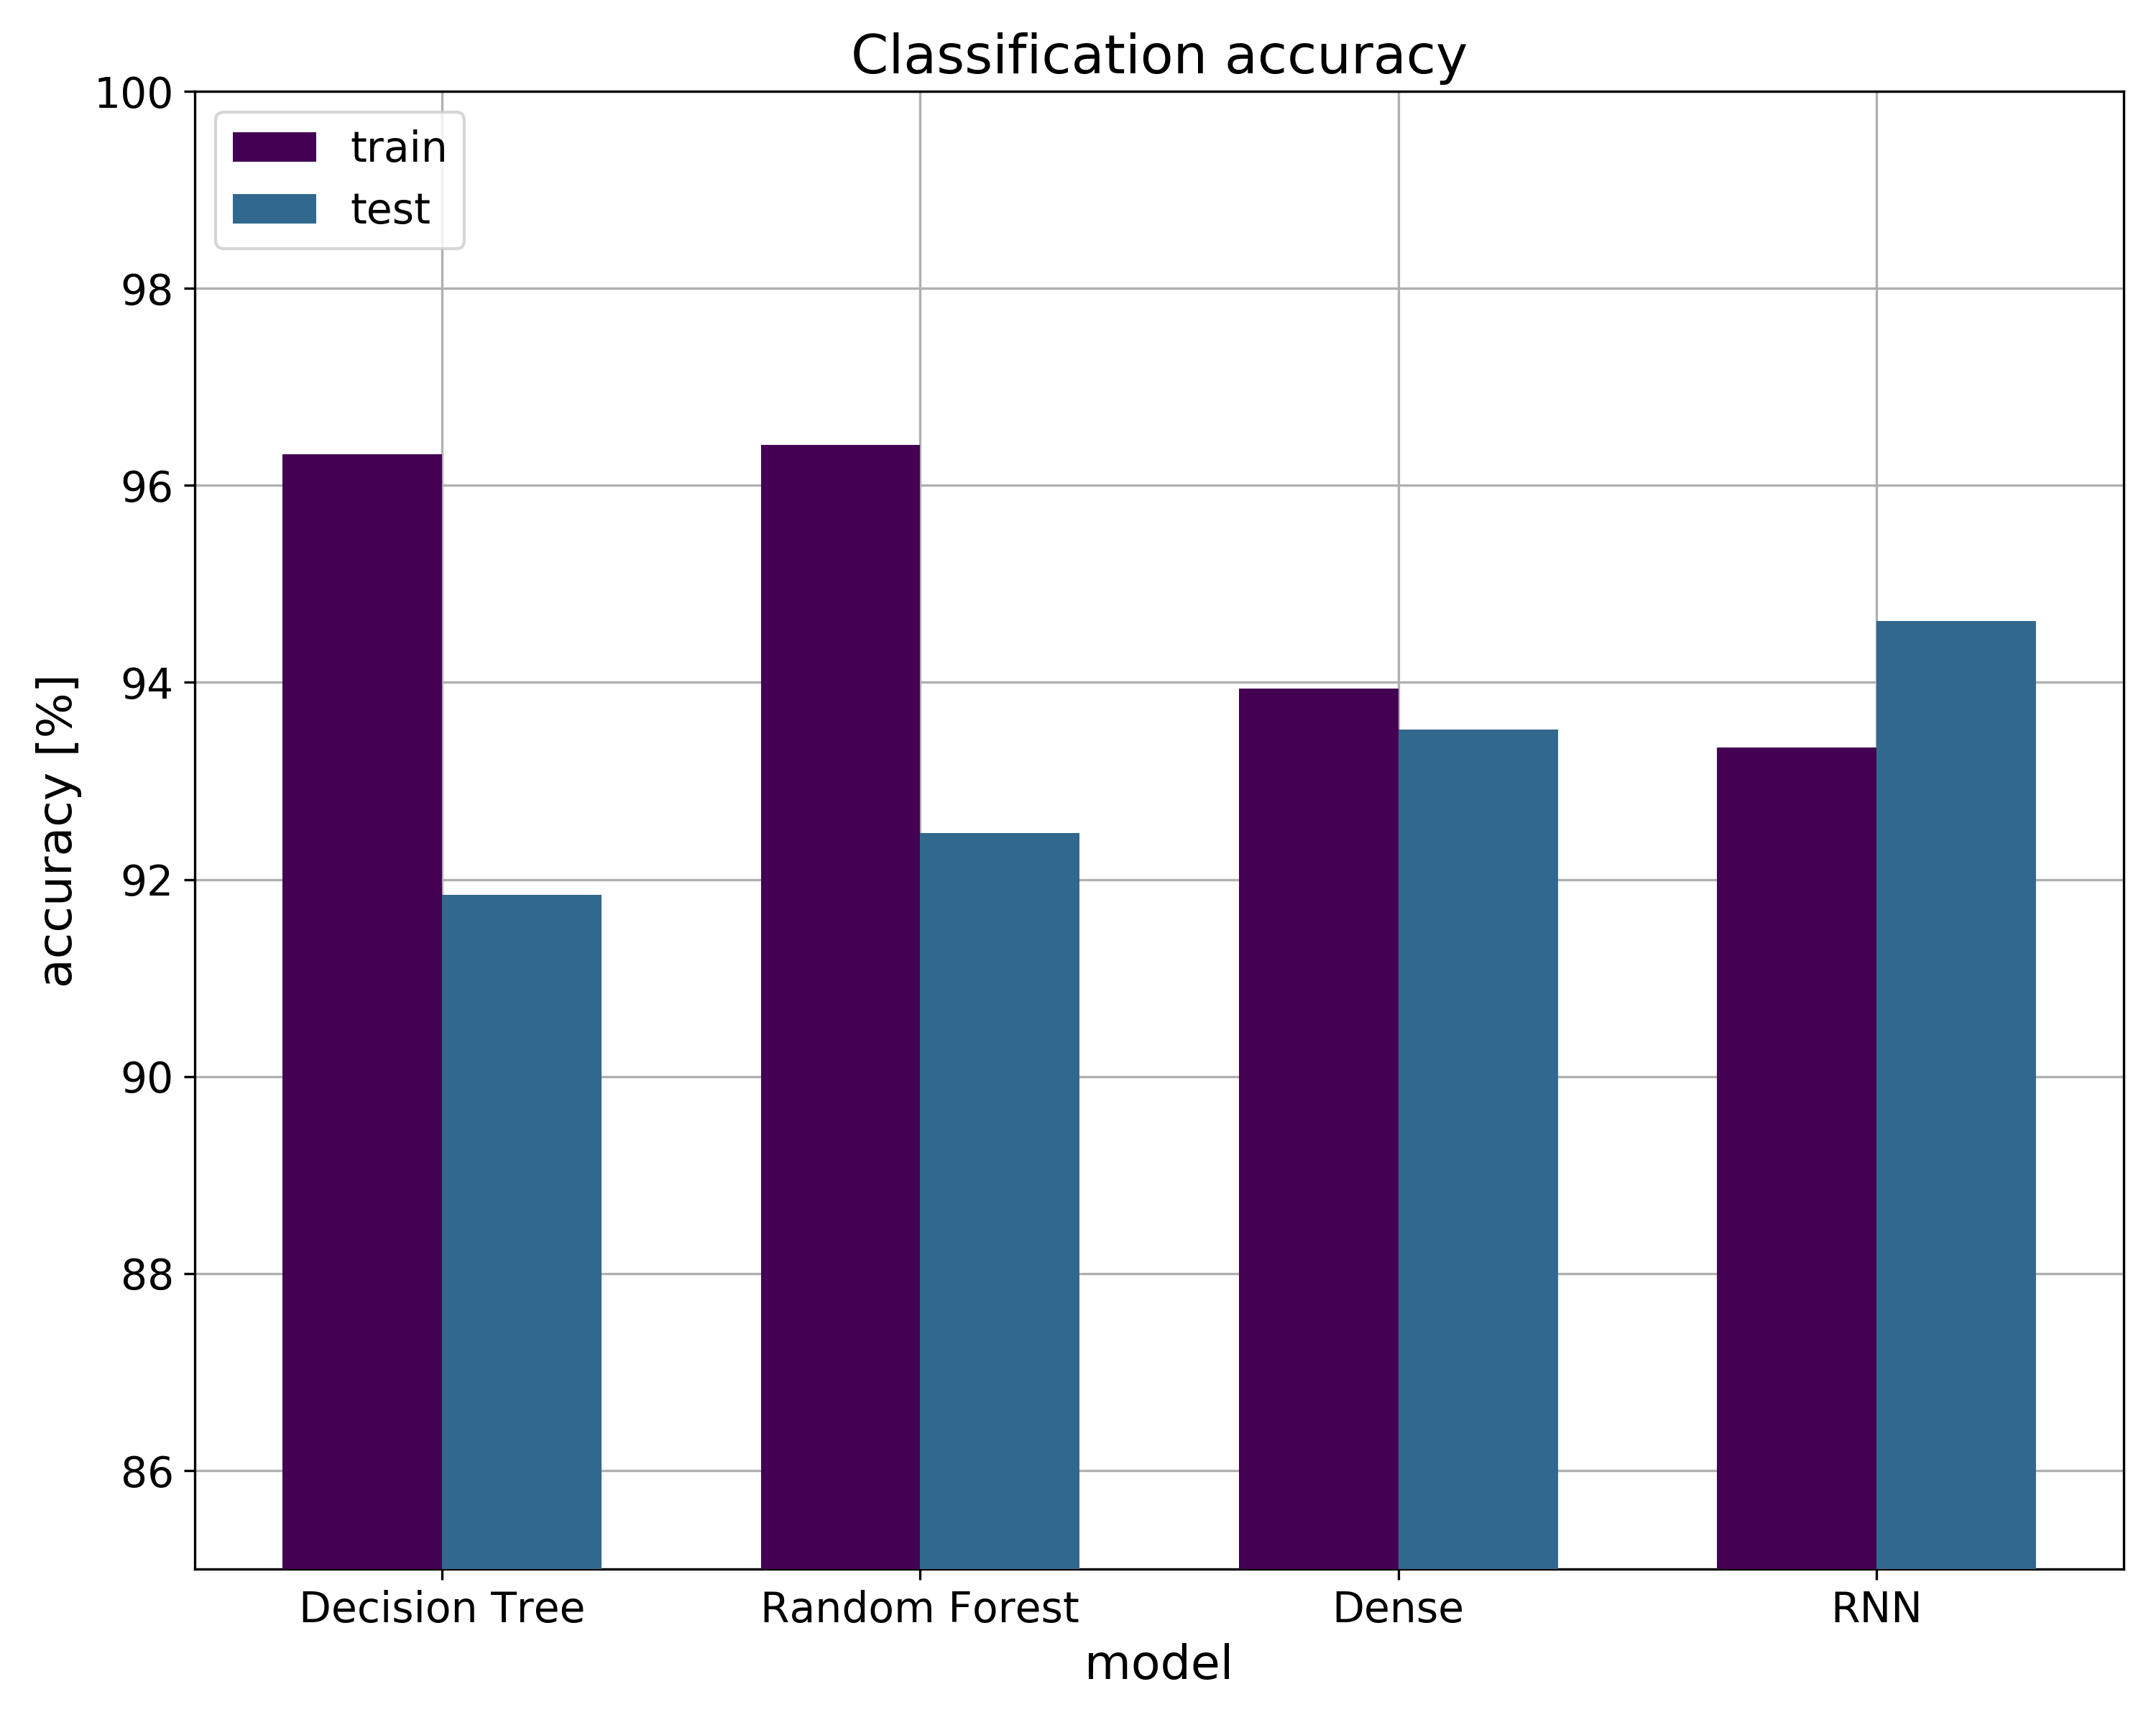 Classification accuracy
100
98
96
94
92
90
88
86
accuracy [%]
train
test
Decision Tree
Random Forest
Dense
RNN
model